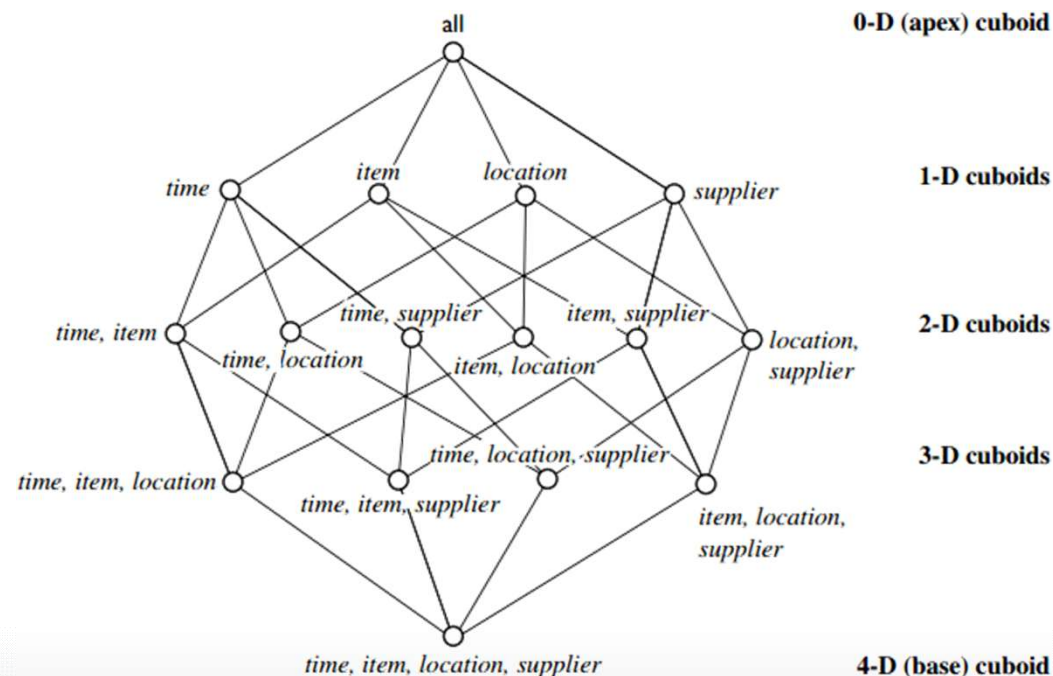 all
0-D (apex) cuboid
time
item
location
supplier
1-D cuboids
time, item
time, location
time, supplier
item, location
item, supplier
location,
supplier
2-D cuboids
time, item, location
time, item, supplier
time, location, supplier
item, location,
supplier
3-D cuboids
time, item, location, supplier
4-D (base) cuboid